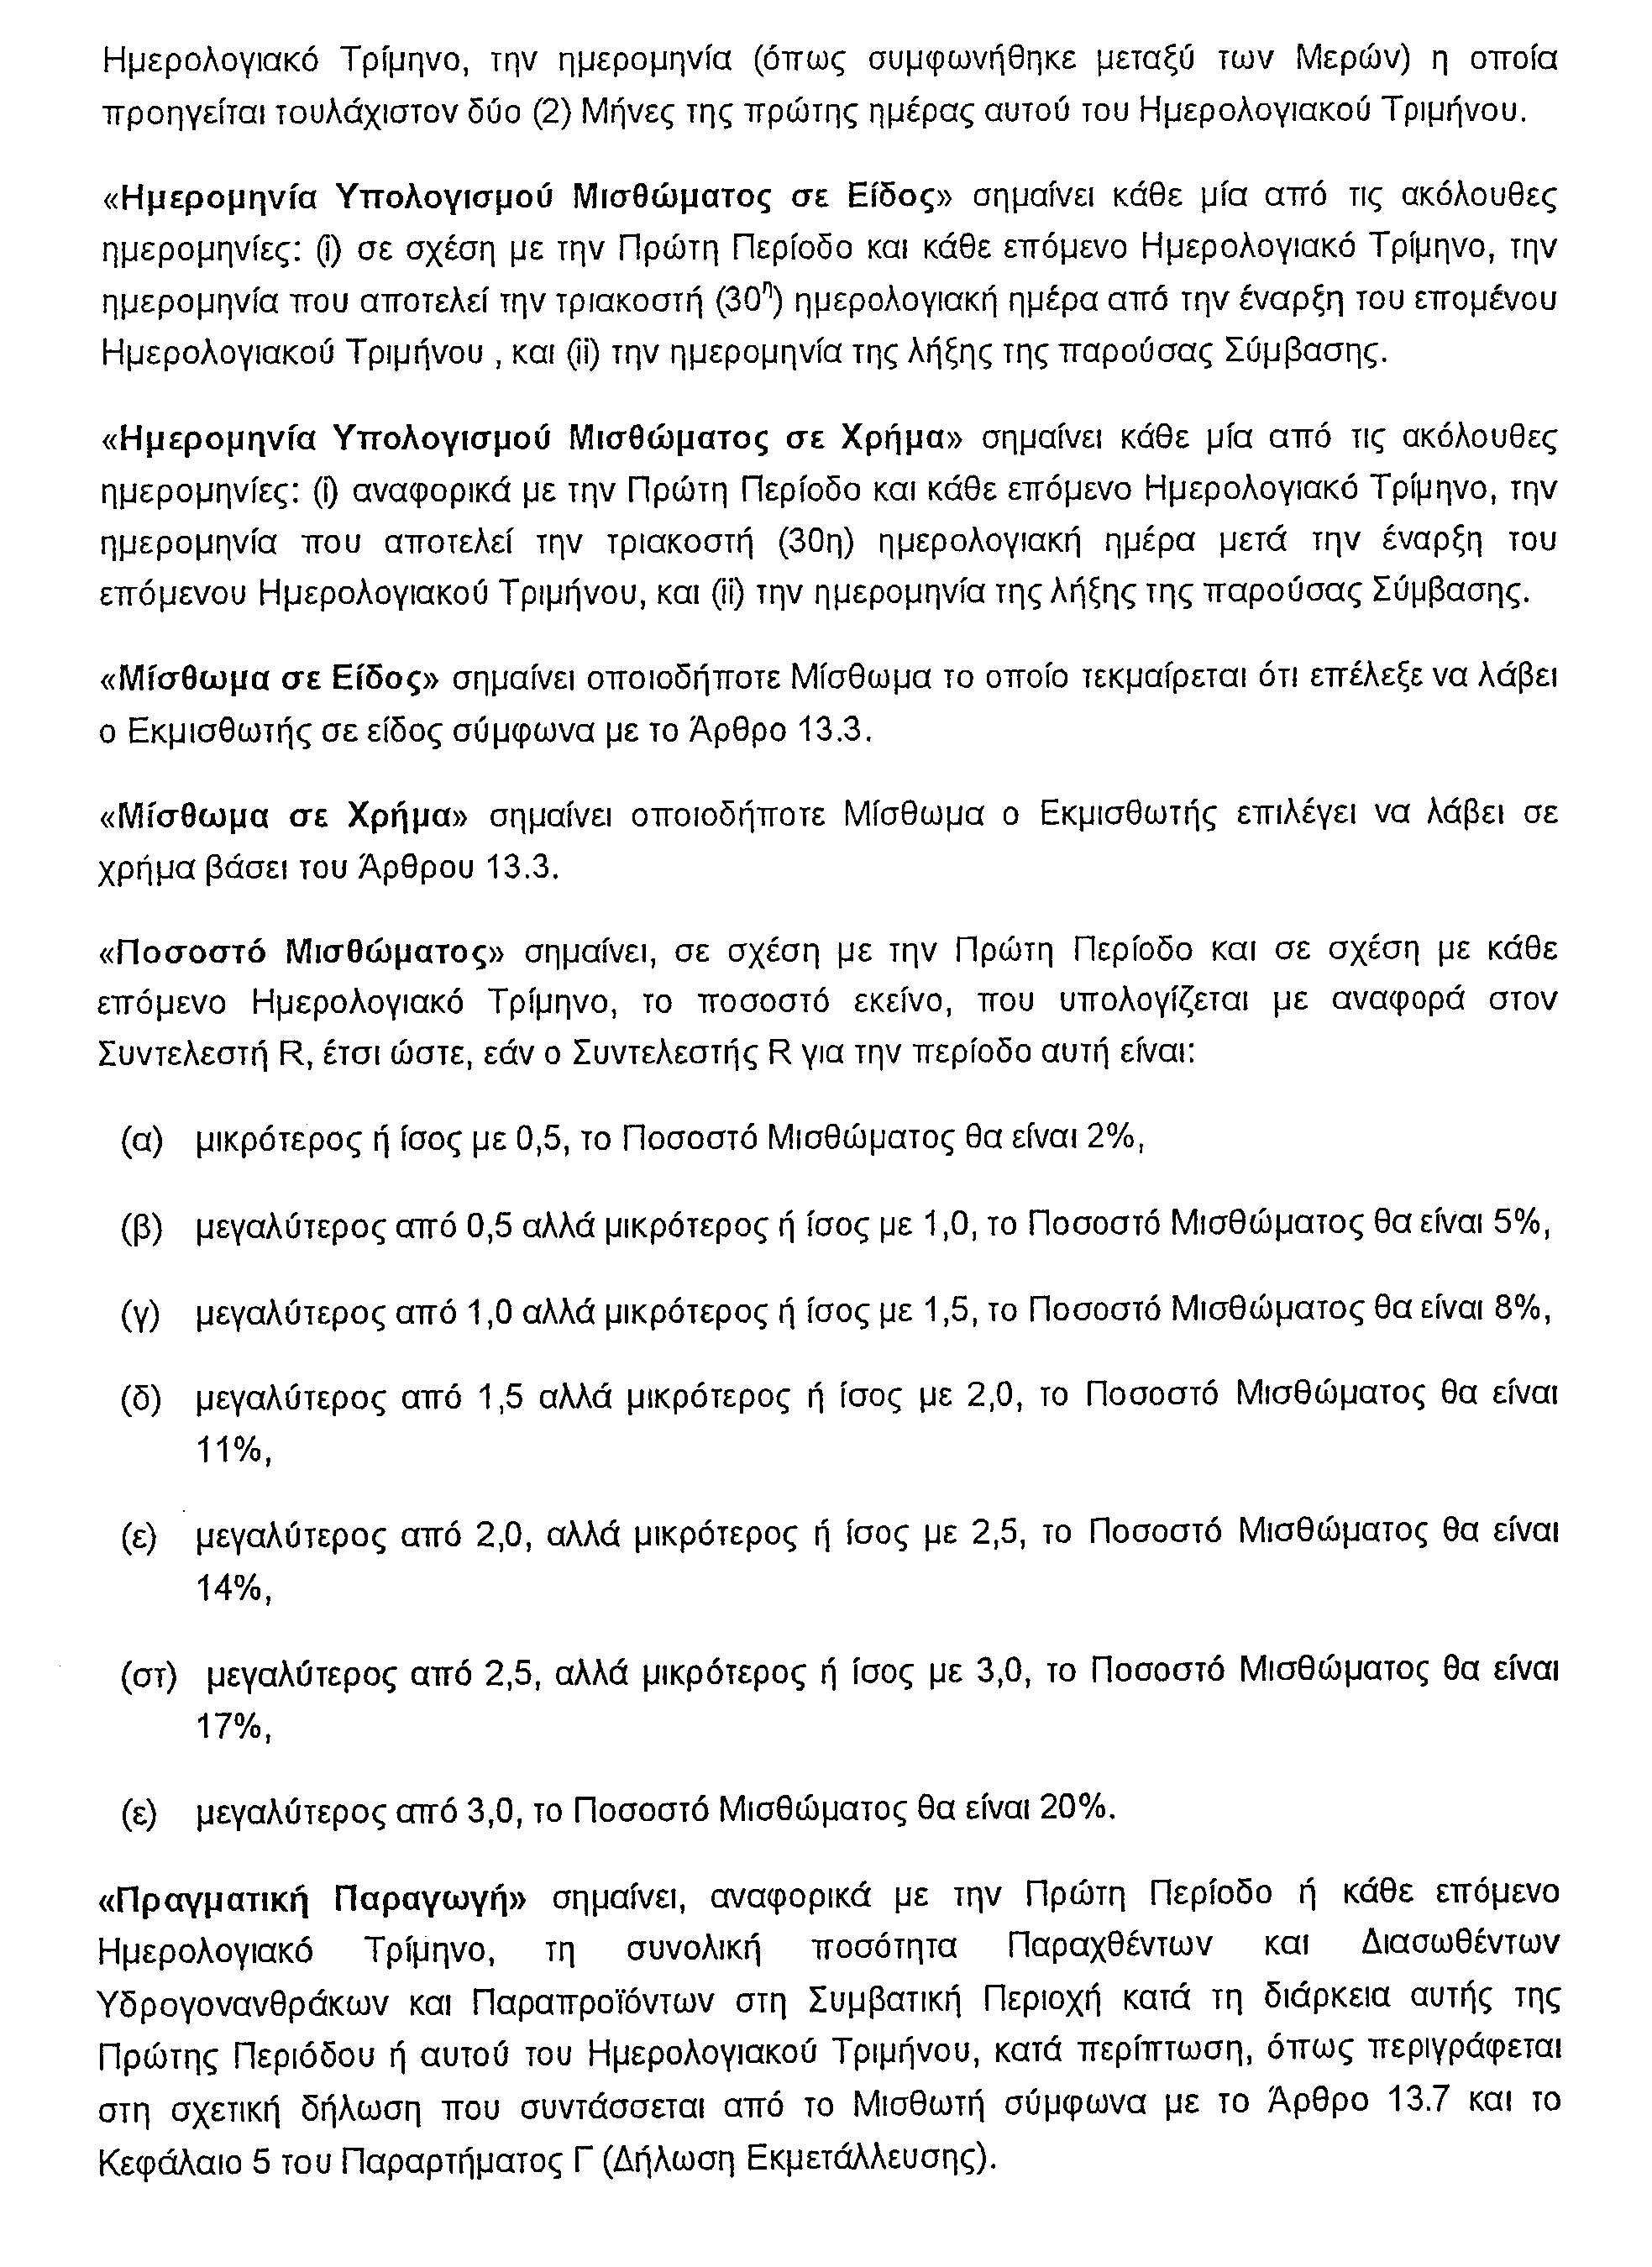 Ημερολογιακό Τρίμηνο, την ημερομηνία (όπως συμφωνήθηκε μεταξύ των Μερών) η οποία
προηγείται τουλάχιστον δύο (2) Μήνες της πρώτης ημέρας αυτού του Ημερολογιακού Τριμήνου.
«Ημερομηνία Υπολογισμού Μισθώματος σε Είδος» σημαίνει κάθε μία από τις ακόλουθες
ημερομηνίες: (i) σε σχέση με την Πρώτη Περίοδο και κάθε επόμενο Ημερολογιακό Τρίμηνο, την
ημερομηνία που αποτελεί την τριακοστή (30η) ημερολογιακή ημέρα από την έναρξη του επομένου
Ημερολογιακού Τριμήνου , και (ii) την ημερομηνία της λήξης της παρούσας Σύμβασης.
«Ημερομηνία Υπολογισμού Μισθώματος σε Χρήμα» σημαίνει κάθε μία από τις ακόλουθες
ημερομηνίες: (i) αναφορικά με την Πρώτη Περίοδο και κάθε επόμενο Ημερολογιακό Τρίμηνο, την
ημερομηνία που αποτελεί την τριακοστή (30η) ημερολογιακή ημέρα μετά την έναρξη του
επόμενου Ημερολογιακού Τριμήνου, και (ii) την ημερομηνία της λήξης της παρούσας Σύμβασης.
«Μίσθωμα σε Είδος» σημαίνει οποιοδήποτε Μίσθωμα το οποίο τεκμαίρεται ότι επέλεξε να λάβει
ο Εκμισθωτής σε είδος σύμφωνα με το Άρθρο 13.3.
«Μίσθωμα σε Χρήμα» σημαίνει οποιοδήποτε Μίσθωμα ο Εκμισθωτής επιλέγει να λάβει σε
χρήμα βάσει του Άρθρου 13.3.
«Ποσοστό Μισθώματος» σημαίνει, σε σχέση με την Πρώτη Περίοδο και σε σχέση με κάθε
επόμενο Ημερολογιακό Τρίμηνο, το ποσοστό εκείνο, που υπολογίζεται με αναφορά στον
Συντελεστή R, έτσι ώστε, εάν ο Συντελεστής R για την περίοδο αυτή είναι:
(α) μικρότερος ή ίσος με 0,5, το Ποσοστό Μισθώματος θα είναι 2%,
(β) μεγαλύτερος από 0,5 αλλά μικρότερος ή ίσος με 1,0, το Ποσοστό Μισθώματος θα είναι 5%,
(γ) μεγαλύτερος από 1,0 αλλά μικρότερος ή ίσος με 1,5, το Ποσοστό Μισθώματος θα είναι 8%,
(δ) μεγαλύτερος από 1,5 αλλά μικρότερος ή ίσος με 2,0, το Ποσοστό Μισθώματος θα είναι
11%,
(ε) μεγαλύτερος από 2,0, αλλά μικρότερος ή ίσος με 2,5, το Ποσοστό Μισθώματος θα είναι
14%,
(στ) μεγαλύτερος από 2,5, αλλά μικρότερος ή ίσος με 3,0, το Ποσοστό Μισθώματος θα είναι
17%,
(ε) μεγαλύτερος από 3,0, το Ποσοστό Μισθώματος θα είναι 20%.
«Πραγματική Παραγωγή» σημαίνει, αναφορικά με την Πρώτη Περίοδο ή κάθε επόμενο
Ημερολογιακό Τρίμηνο, τη συνολική ποσότητα Παραχθέντων και Διασωθέντων
Υδρογονανθράκων και Παραπροϊόντων στη Συμβατική Περιοχή κατά τη διάρκεια αυτής της
Πρώτης Περιόδου ή αυτού του Ημερολογιακού Τριμήνου, κατά περίπτωση, όπως περιγράφεται
στη σχετική δήλωση που συντάσσεται από το Μισθωτή σύμφωνα με το Άρθρο 13.7 και το
Κεφάλαιο 5 του Παραρτήματος Γ (Δήλωση Εκμετάλλευσης).